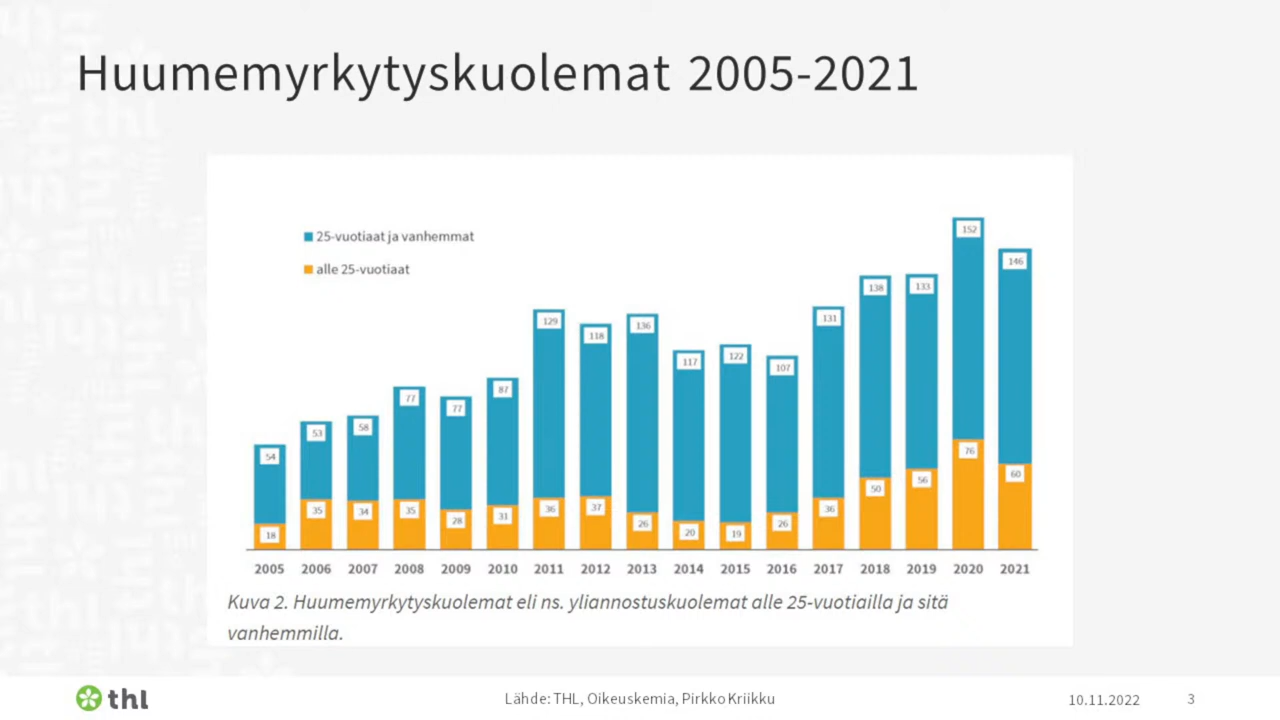 Huumemyrkytyskuolemat 2005-2021
25-vuotiaat ja vanhemmat
alle 25-vuotiaat
54 53 58 77 77 87 129 118 136 117 122 107 131 138 133 152 146
18 35 34 35 28 31 36 37 26 20 19 26 36 50 56 76 60
2005 2006 2007 2008 2009 2010 2011 2012 2013 2014 2015 2016 2017 2018 2019 2020 2021
Kuva 2. Huumemyrkytyskuolemat eli ns. yliannostuskuolemat alle 25-vuotiailla ja sitä
vanhemmilla.
thl
Lähde: THL, Oikeuskemia, Pirkko Kriikku
10.11.2022
3